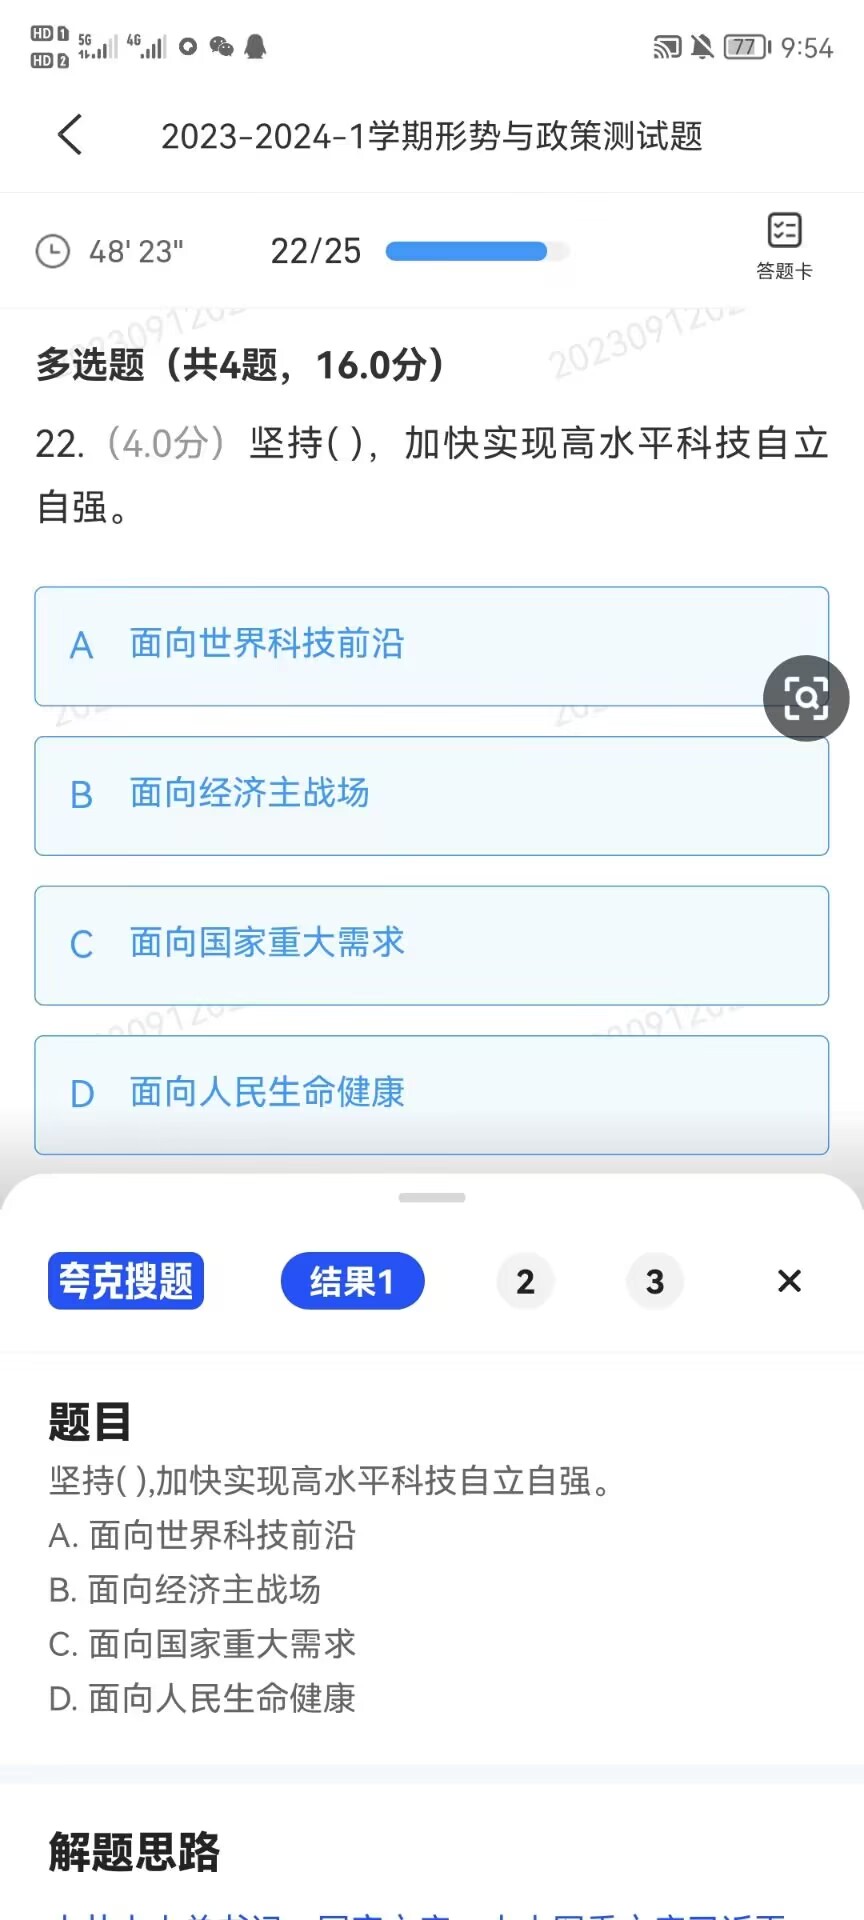 HD 1 5G 4G 77 9:54
HD 2
2023-2024-1学期形势与政策测试题
48' 23" 22/25
答题卡
多选题（共4题，16.0分）
22.（4.0分）坚持( )，加快实现高水平科技自立
自强。
A 面向世界科技前沿
B 面向经济主战场
C 面向国家重大需求
D 面向人民生命健康
夸克搜题 结果1 2 3
题目
坚持( ),加快实现高水平科技自立自强。
A. 面向世界科技前沿
B. 面向经济主战场
C. 面向国家重大需求
D. 面向人民生命健康
解题思路